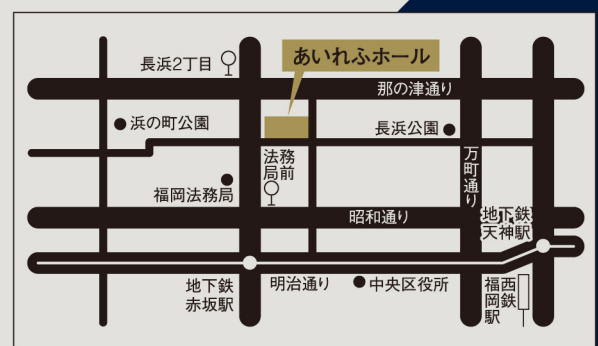 長浜2丁目
あいれふホール
那の津通り
浜の町公園
長浜公園
法務
局前
万町通り
福岡法務局
昭和通り
地下鉄
天神駅
地下鉄
赤坂駅
明治通り
中央区役所
西鉄
福岡駅